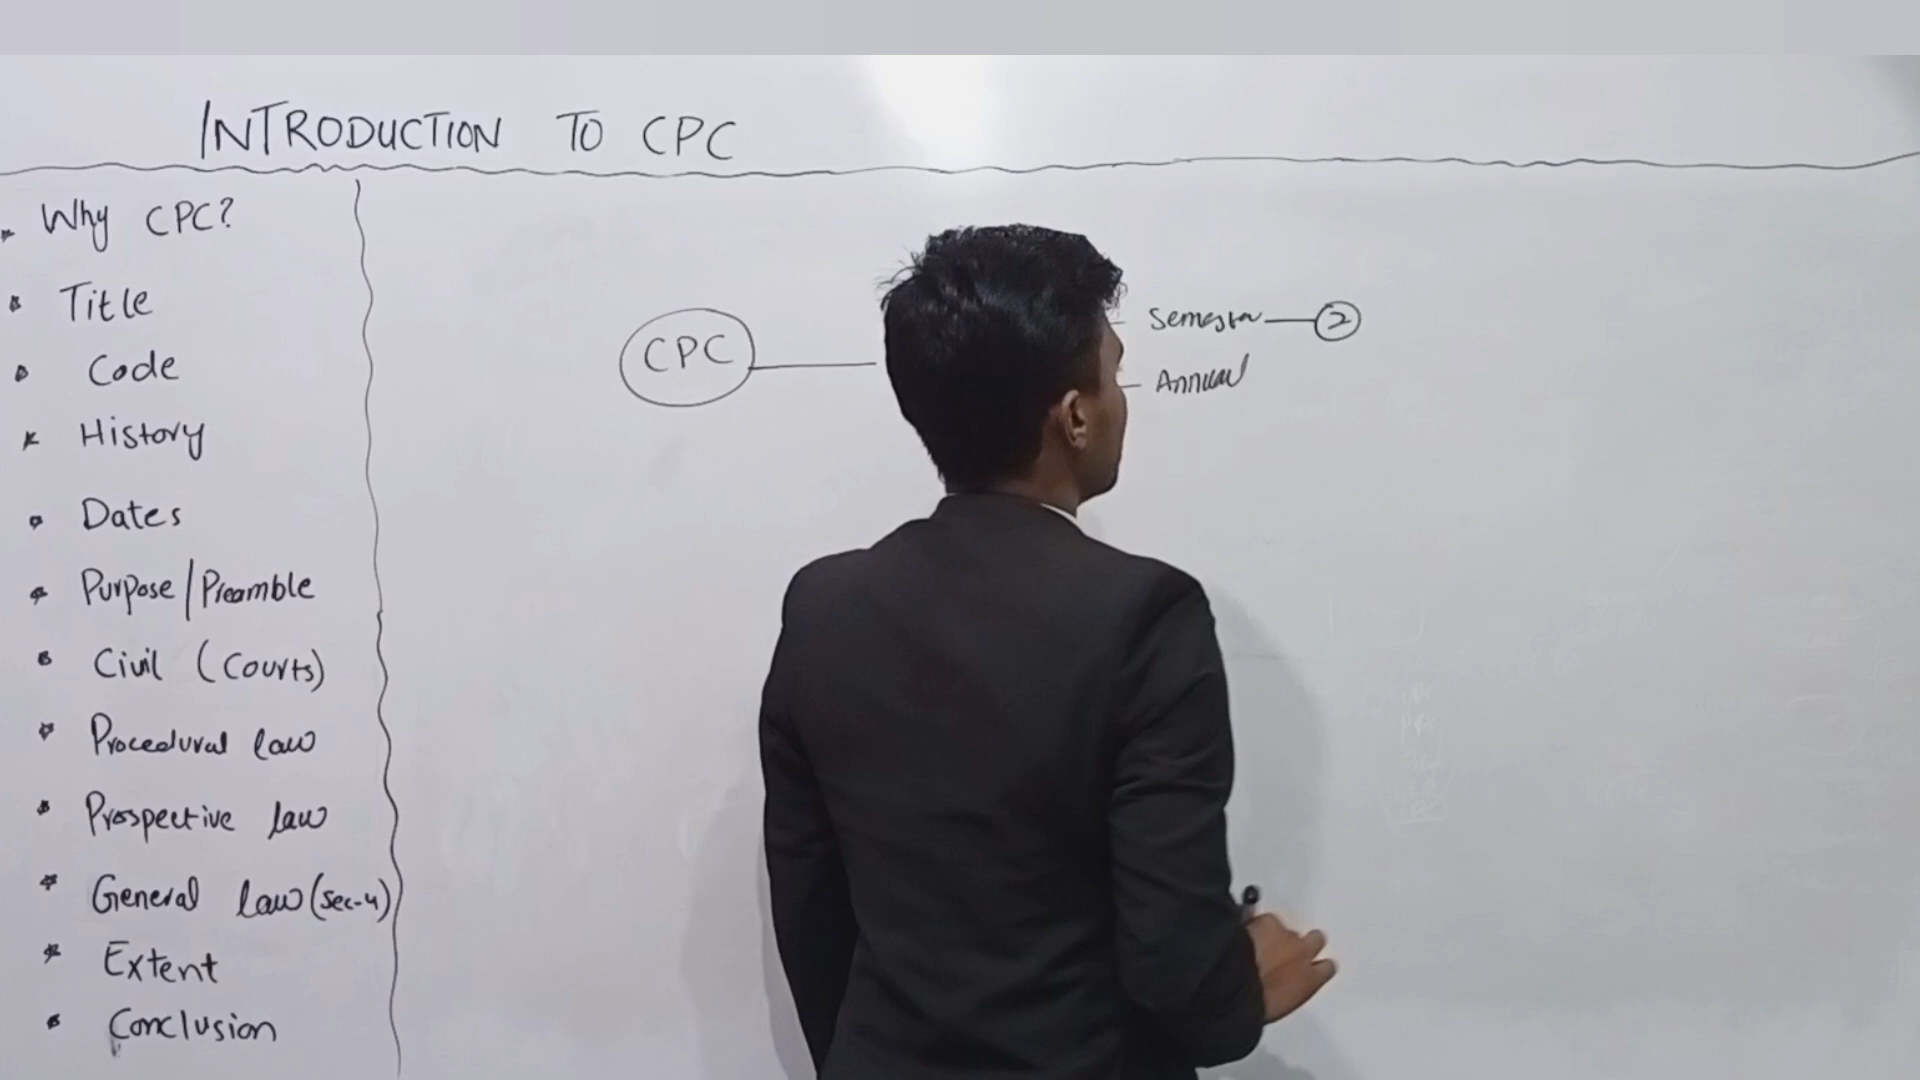 INTRODUCTION TO CPC
Why CPC?
Title
Code
History
Dates
Purpose/Preamble
Civil (Courts)
Procedural law
Prospective law
General law (Sec-4)
Extent
Conclusion
CPC
Semester 2
Annual